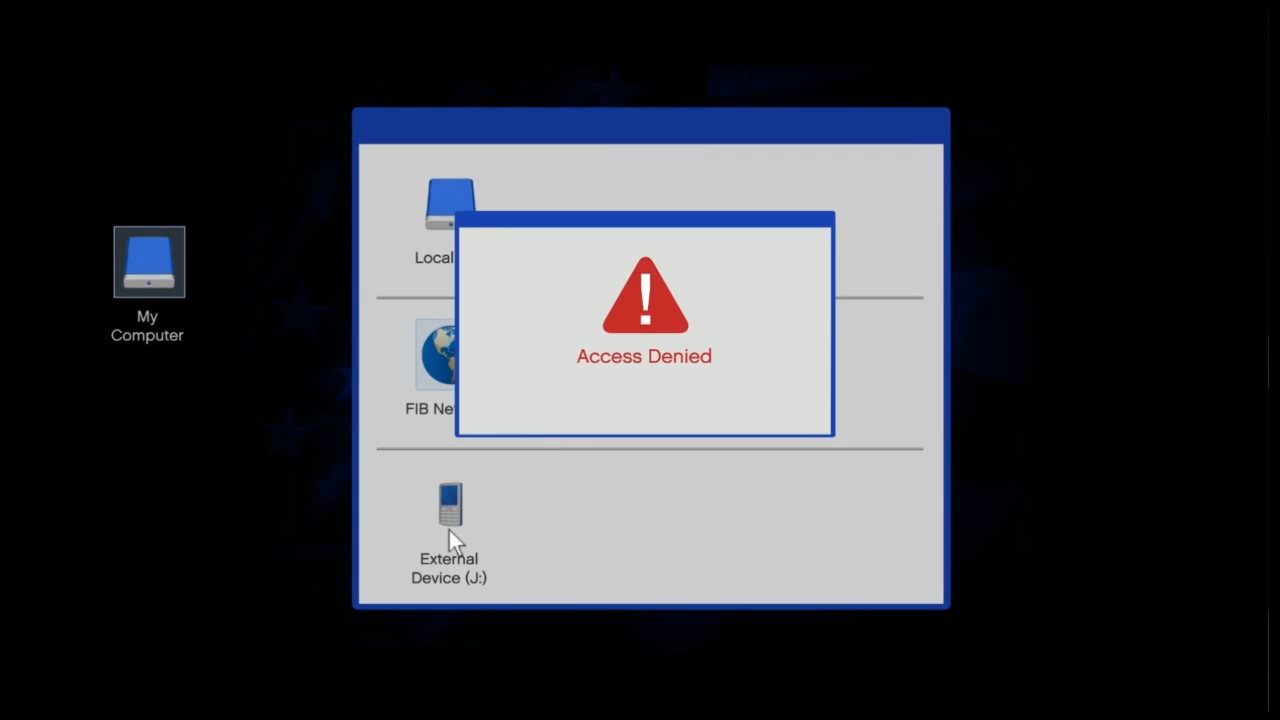 Local
Access Denied
My
Computer
FIB Ne
External
Device (J:)